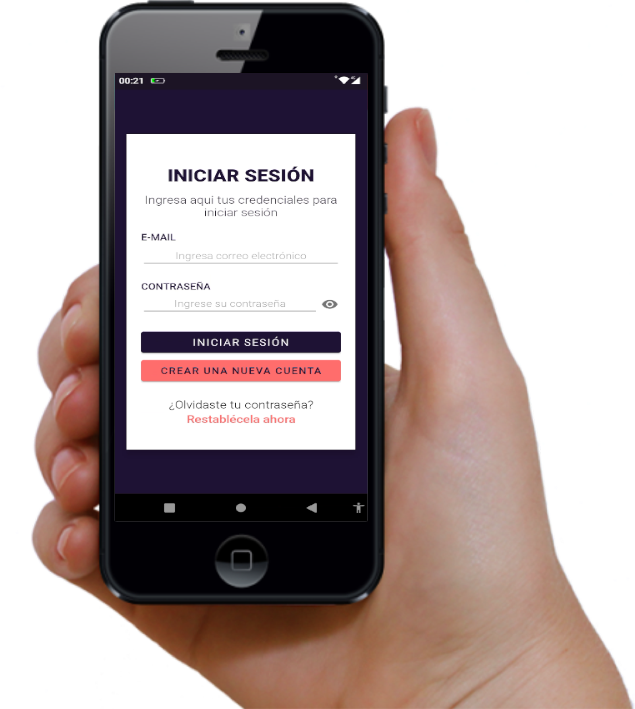 00:21
INICIAR SESIÓN
Ingresa aqui tus credenciales para
iniciar sesión
E-MAIL
Ingresa correo electrónico
CONTRASEÑA
Ingrese su contraseña
INICIAR SESIÓN
CREAR UNA NUEVA CUENTA
¿Olvidaste tu contraseña?
Restablécela ahora